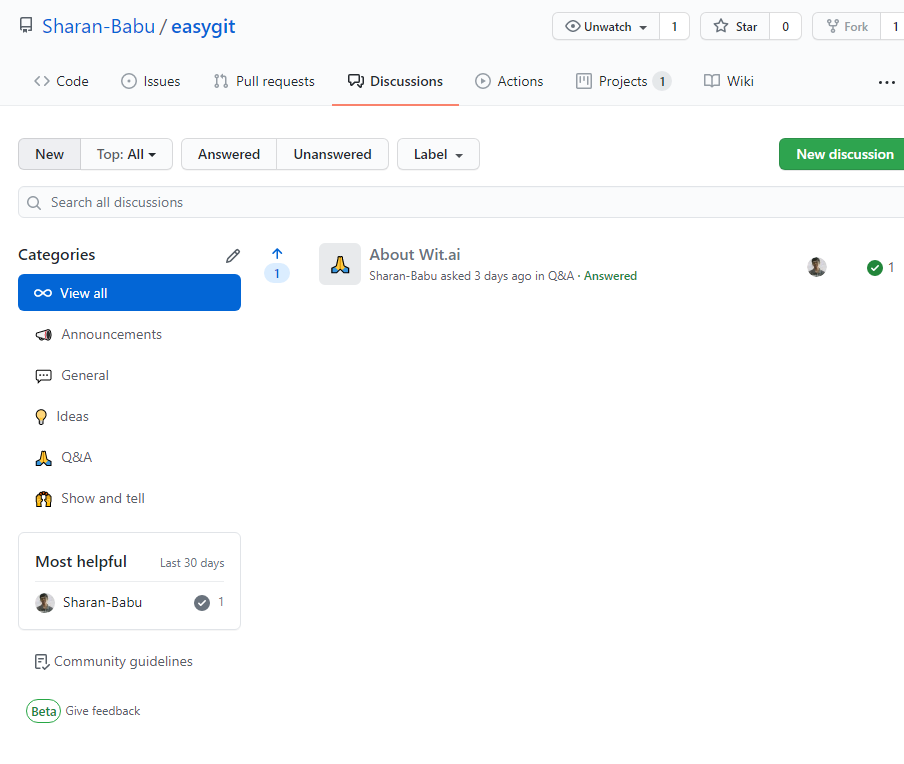 Sharan-Babu / easygit
Unwatch 1 Star 0 Fork 1
Code Issues Pull requests Discussions Actions Projects 1 Wiki ...
New Top: All Answered Unanswered Label New discussion
Search all discussions
Categories
View all
Announcements
General
Ideas
Q&A
Show and tell
1
About Wit.ai
Sharan-Babu asked 3 days ago in Q&A · Answered
1
Most helpful Last 30 days
Sharan-Babu 1
Community guidelines
Beta Give feedback